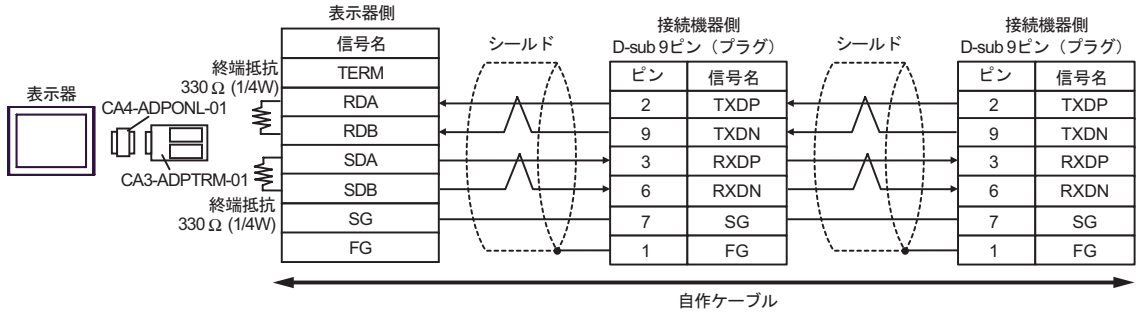 表示器側
接続機器側
D-sub 9ピン（プラグ）
接続機器側
D-sub 9ピン（プラグ）
シールド
シールド
終端抵抗
330 Ω (1/4W)
表示器
CA4-ADPONL-01
CA3-ADPTRM-01
終端抵抗
330 Ω (1/4W)
信号名
TERM
RDA
RDB
SDA
SDB
SG
FG
ピン 信号名
2 TXDP
9 TXDN
3 RXDP
6 RXDN
7 SG
1 FG
ピン 信号名
2 TXDP
9 TXDN
3 RXDP
6 RXDN
7 SG
1 FG
自作ケーブル